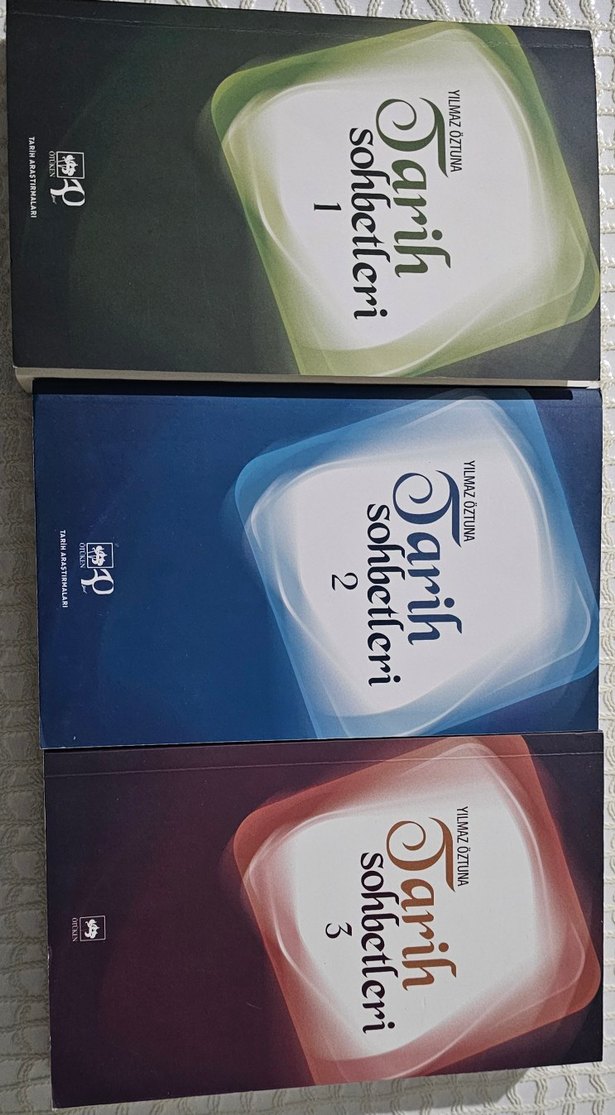 YILMAZ ÖZTUNA
Tarih
sohbetleri
1
ÖTÜKEN
TARİH ARAŞTIRMALARI
YILMAZ ÖZTUNA
Tarih
sohbetleri
2
ÖTÜKEN
TARİH ARAŞTIRMALARI
YILMAZ ÖZTUNA
Tarih
sohbetleri
3
ÖTÜKEN